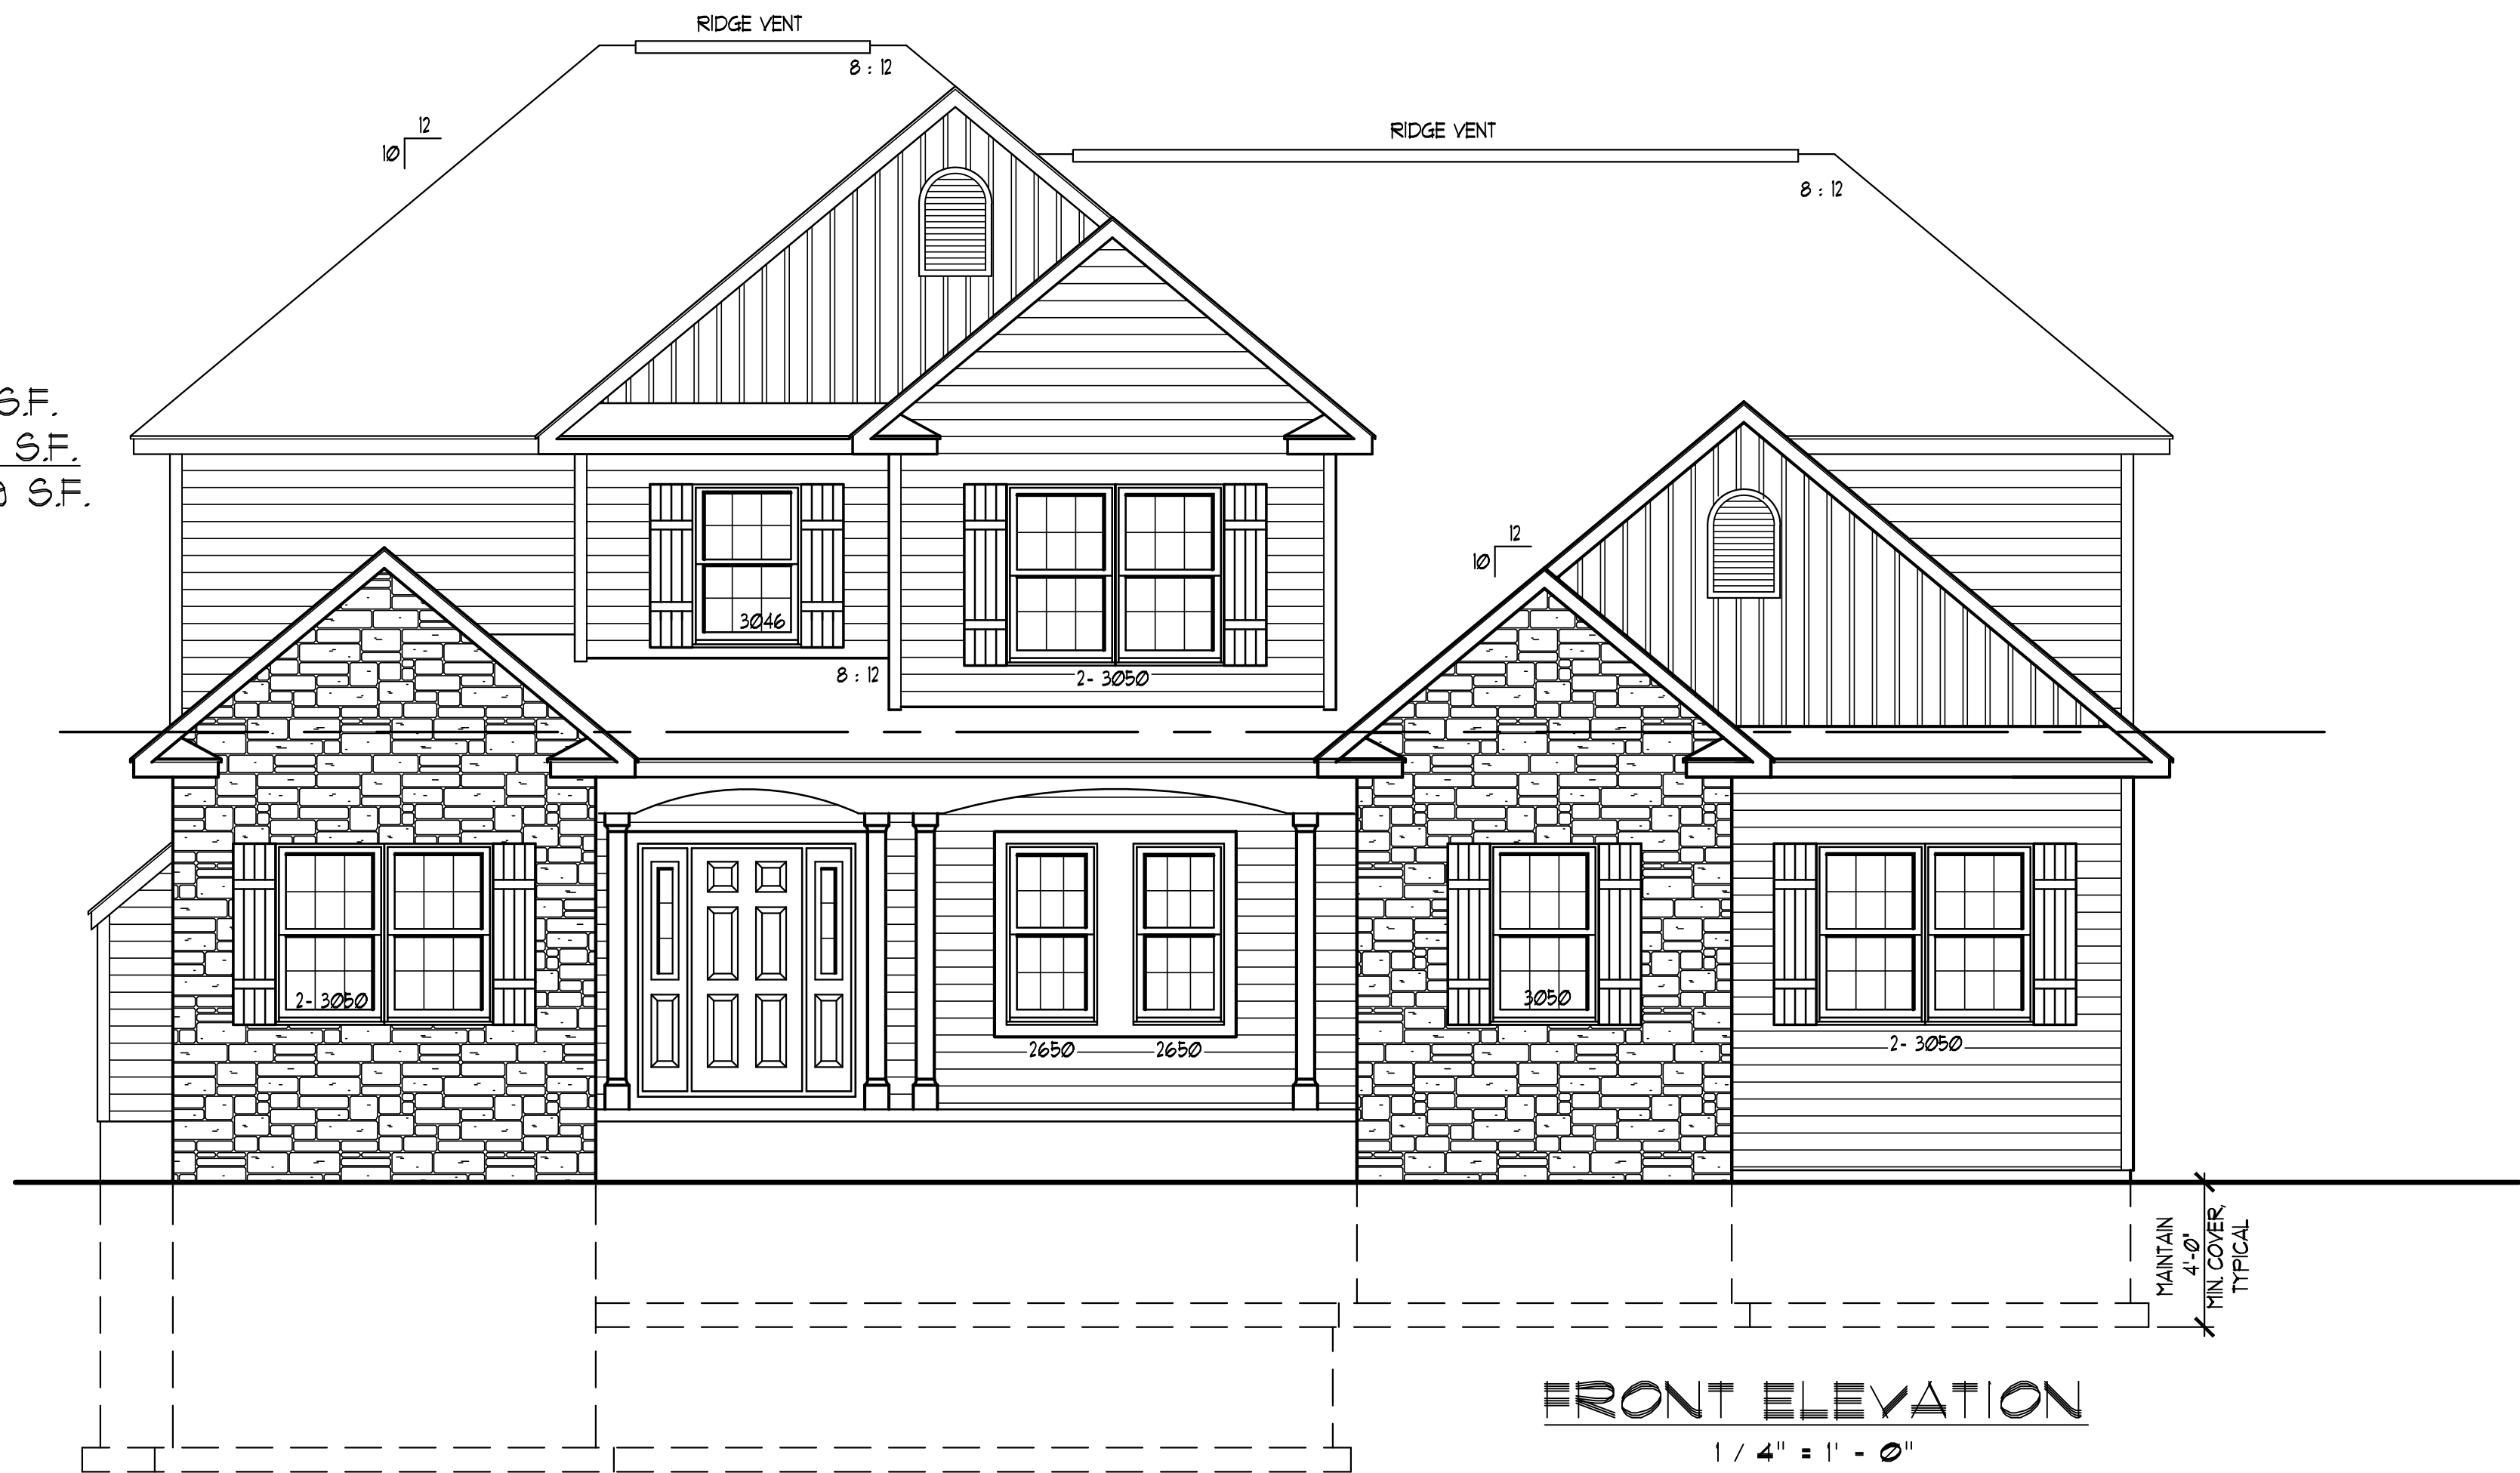 RIDGE VENT
8 : 12
12
10
RIDGE VENT
8 : 12
S.F.
S.F.
S.F.
12
10
3046
8 : 12
2- 3050
2- 3050
3050
2650
2650
2- 3050
MAINTAIN
4'-0"
MIN. COVER,
TYPICAL
FRONT ELEVATION
1 / 4" = 1' - 0"